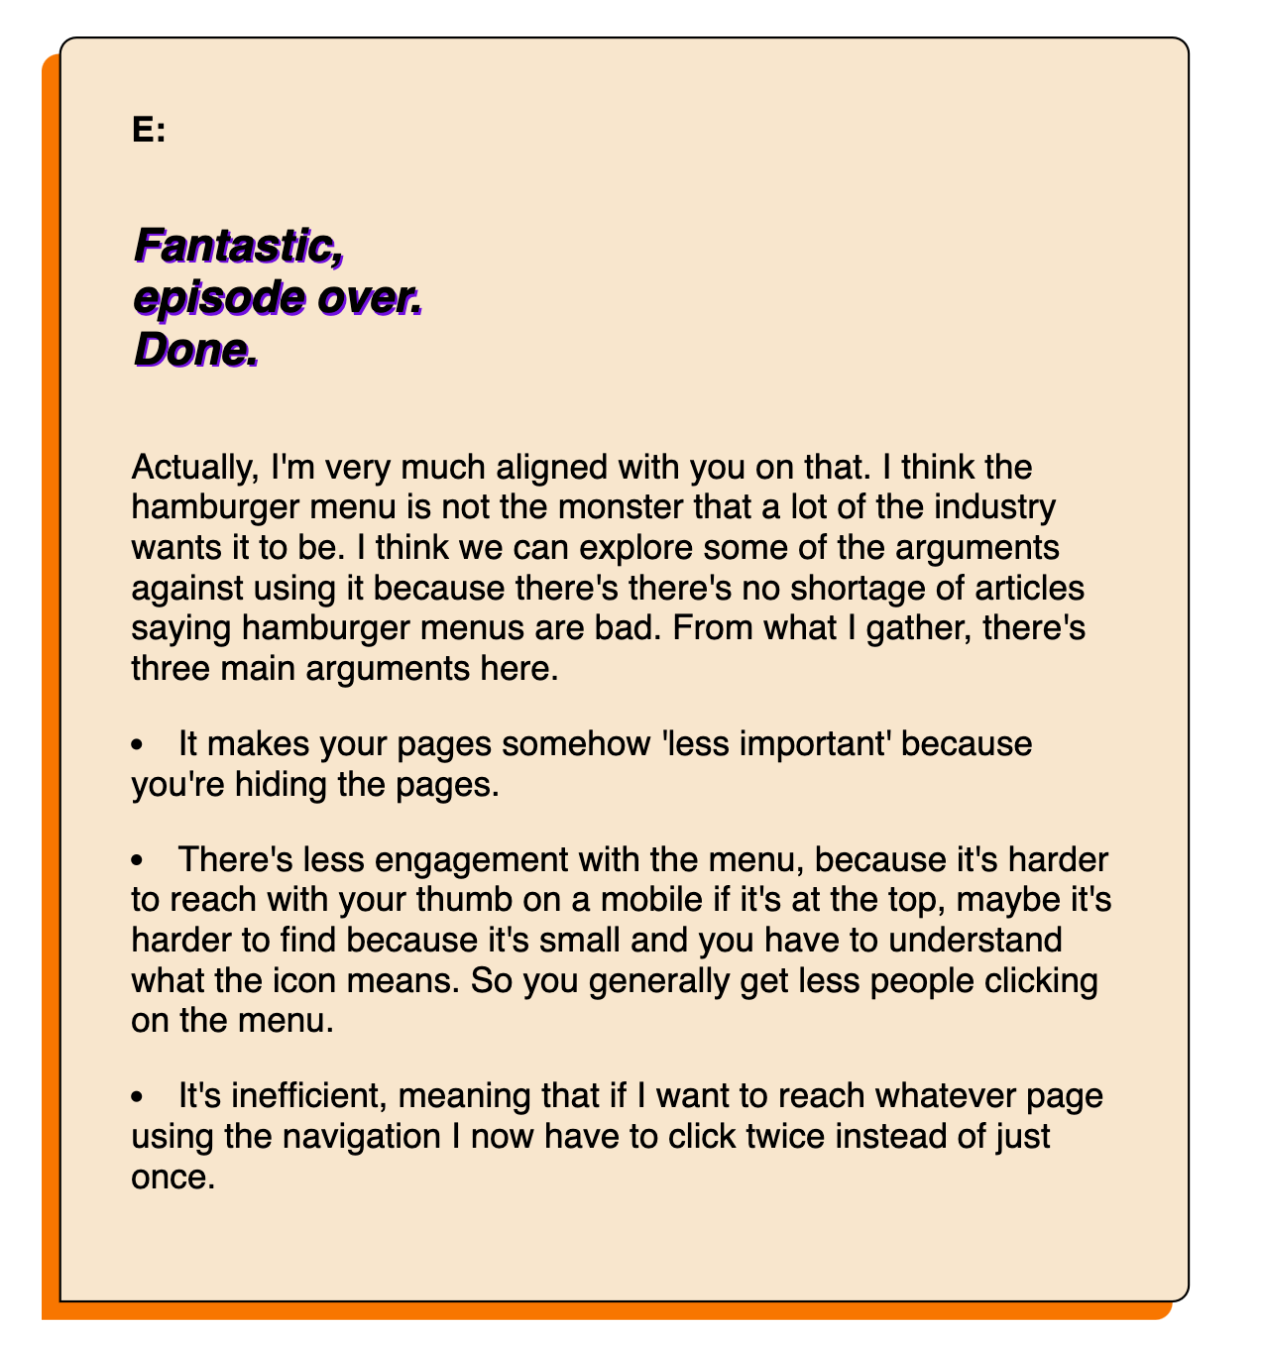 E:
Fantastic,
episode over.
Done.
Actually, I'm very much aligned with you on that. I think the
hamburger menu is not the monster that a lot of the industry
wants it to be. I think we can explore some of the arguments
against using it because there's there's no shortage of articles
saying hamburger menus are bad. From what I gather, there's
three main arguments here.
• It makes your pages somehow 'less important' because
you're hiding the pages.
• There's less engagement with the menu, because it's harder
to reach with your thumb on a mobile if it's at the top, maybe it's
harder to find because it's small and you have to understand
what the icon means. So you generally get less people clicking
on the menu.
• It's inefficient, meaning that if I want to reach whatever page
using the navigation I now have to click twice instead of just
once.